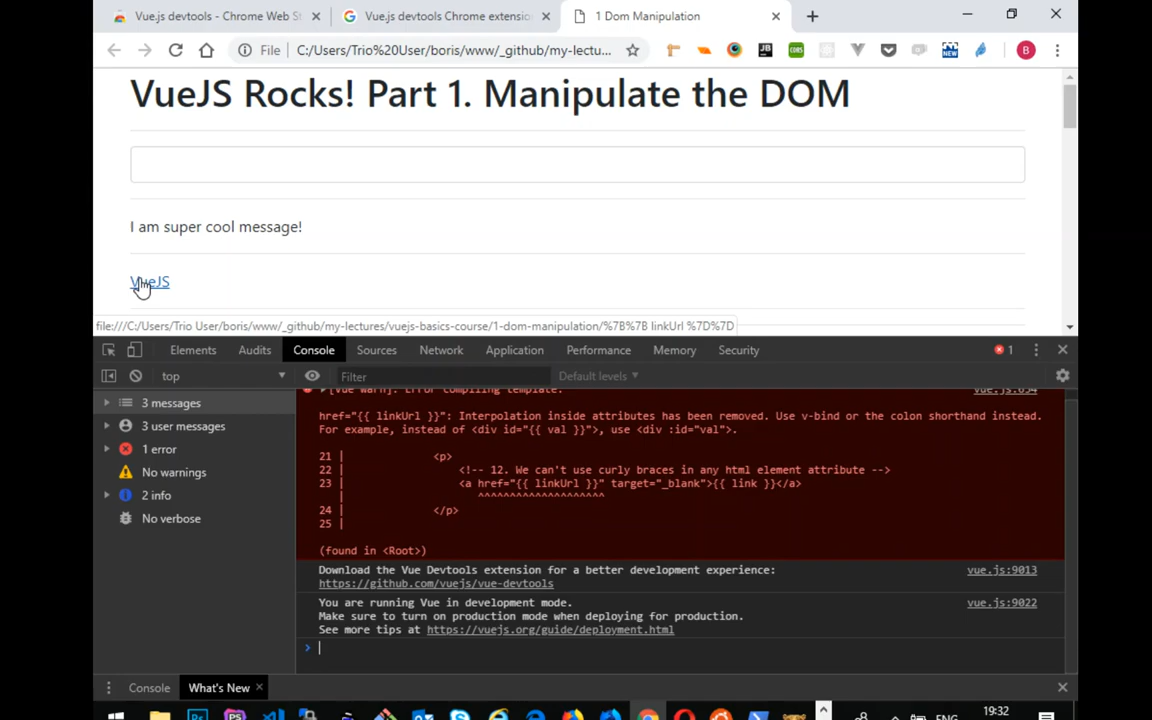 Vue.js devtools - Chrome Web St
Vue.js devtools Chrome extension
1 Dom Manipulation
File
C:/Users/Trio%20User/boris/www/_github/my-lectu...
VueJS Rocks! Part 1. Manipulate the DOM
I am super cool message!
VueJS
file:///C:/Users/Trio User/boris/www/_github/my-lectures/vuejs-basics-course/1-dom-manipulation/%7B%7B linkUrl %7D%7D
Elements
Audits
Console
Sources
Network
Application
Performance
Memory
Security
1
top
Filter
Default levels
3 messages
3 user messages
1 error
No warnings
2 info
No verbose
[Vue warn]: Error compiling template:
vue.js:634
href="{{ linkUrl }}": Interpolation inside attributes has been removed. Use v-bind or the colon shorthand instead.
For example, instead of <div id="{{ val }}">, use <div :id="val">.
21 | <p>
22 | <!-- 12. We can't use curly braces in any html element attribute -->
23 | <a href="{{ linkUrl }}" target="_blank">{{ link }}</a>
| ^^^^^^^^^^^^^^^^^^^^
24 | </p>
25 |
(found in <Root>)
Download the Vue Devtools extension for a better development experience:
vue.js:9013
https://github.com/vuejs/vue-devtools
You are running Vue in development mode.
vue.js:9022
Make sure to turn on production mode when deploying for production.
See more tips at https://vuejs.org/guide/deployment.html
Console
What's New
19:32
ENG